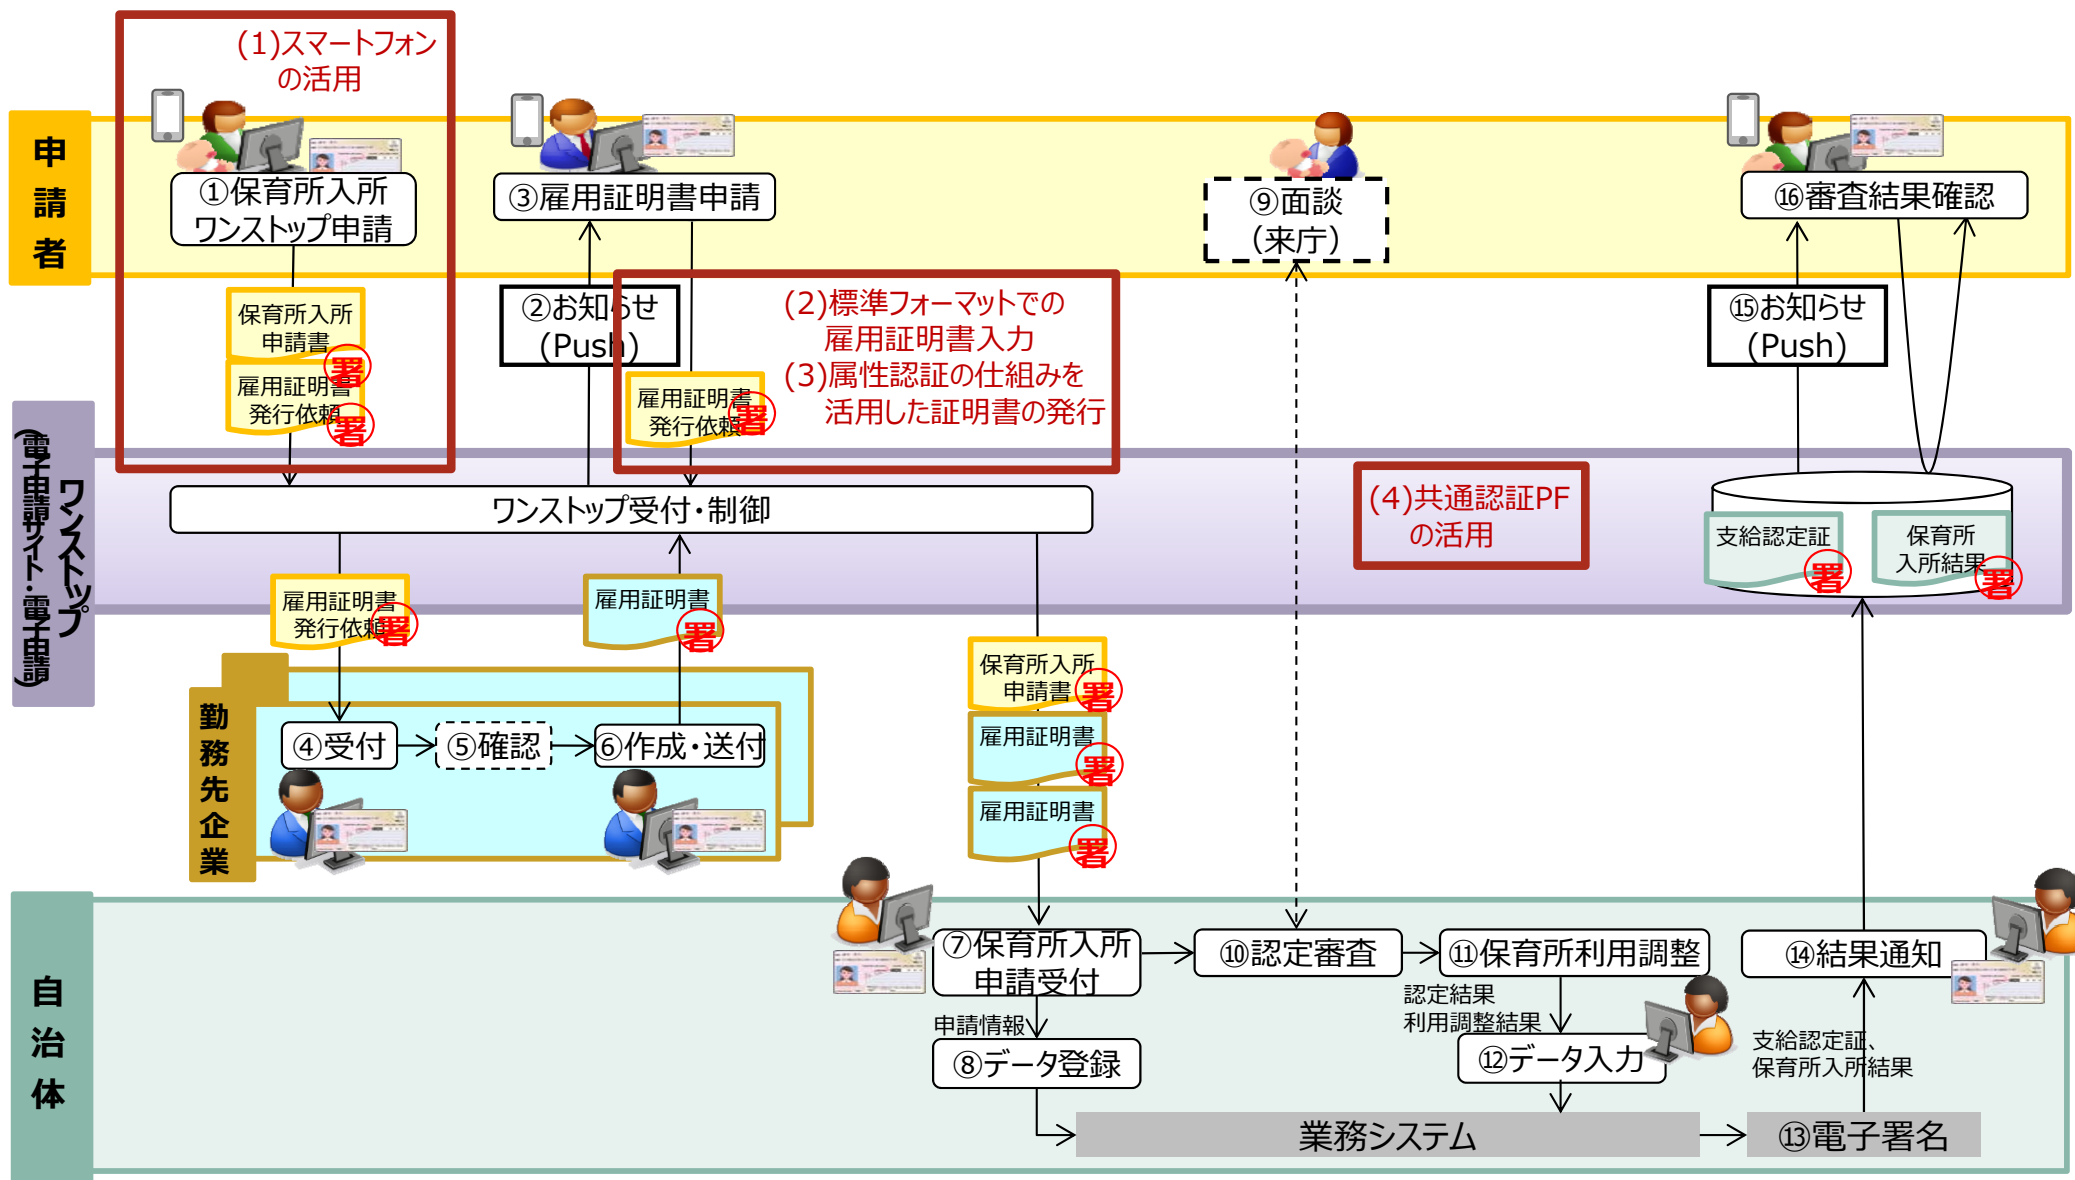 (1)スマートフォン
の活用
申請者
①保育所入所
ワンストップ申請
③雇用証明書申請
⑨面談
(来庁)
⑯審査結果確認
保育所入所
申請書
署
雇用証明書
発行依頼
署
②お知らせ
(Push)
雇用証明書
発行依頼
署
(2)標準フォーマットでの
雇用証明書入力
(3)属性認証の仕組みを
活用した証明書の発行
⑮お知らせ
(Push)
ワンストップ
(電子申請サイト・電子申請)
ワンストップ受付・制御
(4)共通認証PF
の活用
支給認定証
署
保育所
入所結果
署
雇用証明書
発行依頼
署
雇用証明書
署
保育所入所
申請書
署
雇用証明書
署
雇用証明書
署
勤務先企業
④受付
⑤確認
⑥作成・送付
自治体
⑦保育所入所
申請受付
⑩認定審査
⑪保育所利用調整
⑭結果通知
申請情報
認定結果
利用調整結果
⑧データ登録
⑫データ入力
支給認定証、
保育所入所結果
業務システム
⑬電子署名